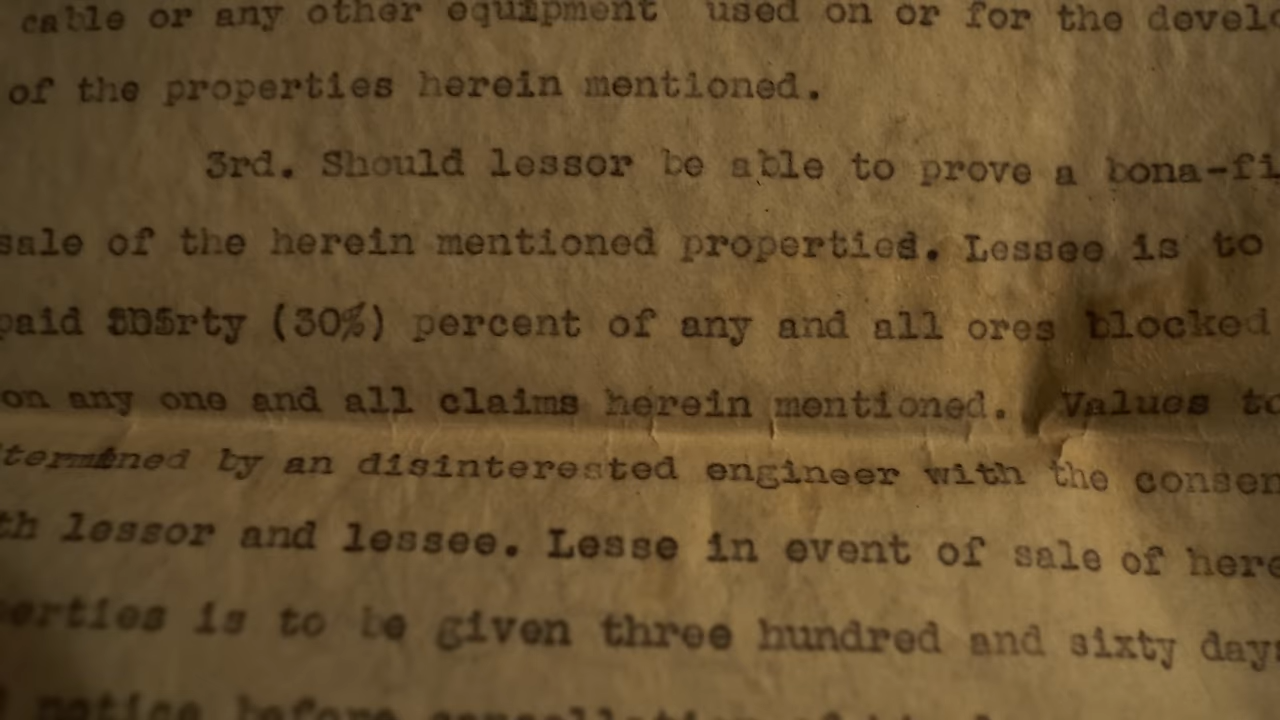 cable or any other equipment used on or for the develo
of the properties herein mentioned.
3rd. Should lessor be able to prove a bona-fi
sale of the herein mentioned properties. Lessee is to
paid (30%) percent of any and all ores blocked
on any one and all claims herein mentioned. Values to
termined by an disinterested engineer with the consen
th lessor and lessee. Lesse in event of sale of here
erties is to be given three hundred and sixty days
notice before cancellation